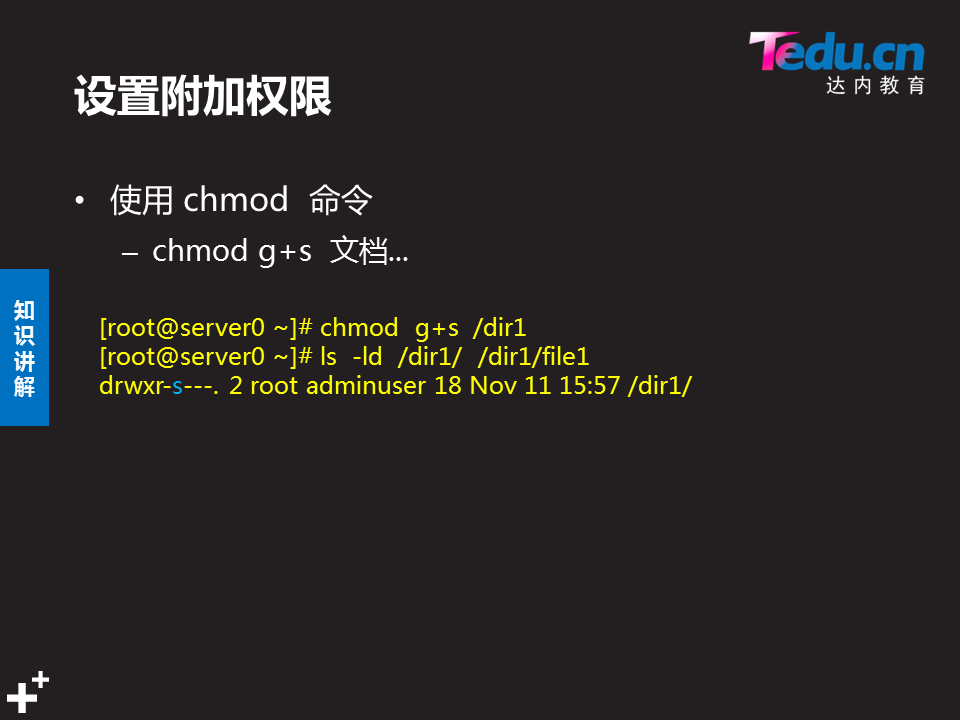 Tedu.cn
达内教育
设置附加权限
• 使用 chmod 命令
– chmod g+s 文档...
知识讲解
[root@server0 ~]# chmod g+s /dir1
[root@server0 ~]# ls -ld /dir1/ /dir1/file1
drwxr-s---. 2 root adminuser 18 Nov 11 15:57 /dir1/